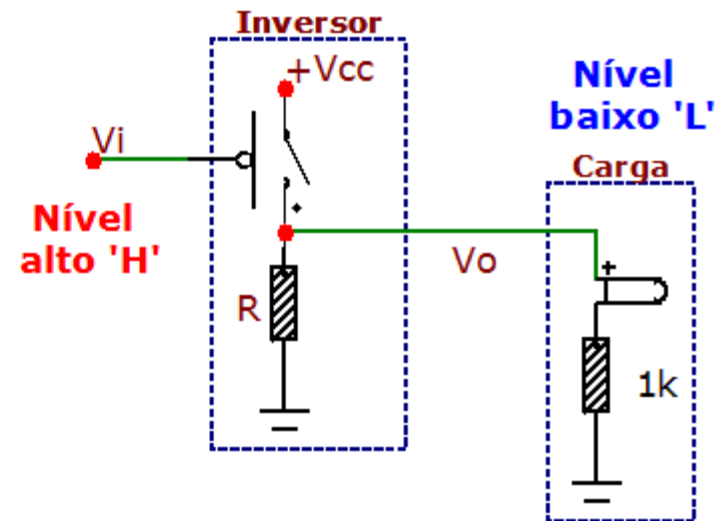 Inversor
+Vcc
Nível
baixo 'L'
Vi
Carga
Nível
alto 'H'
Vo
+
R
1k